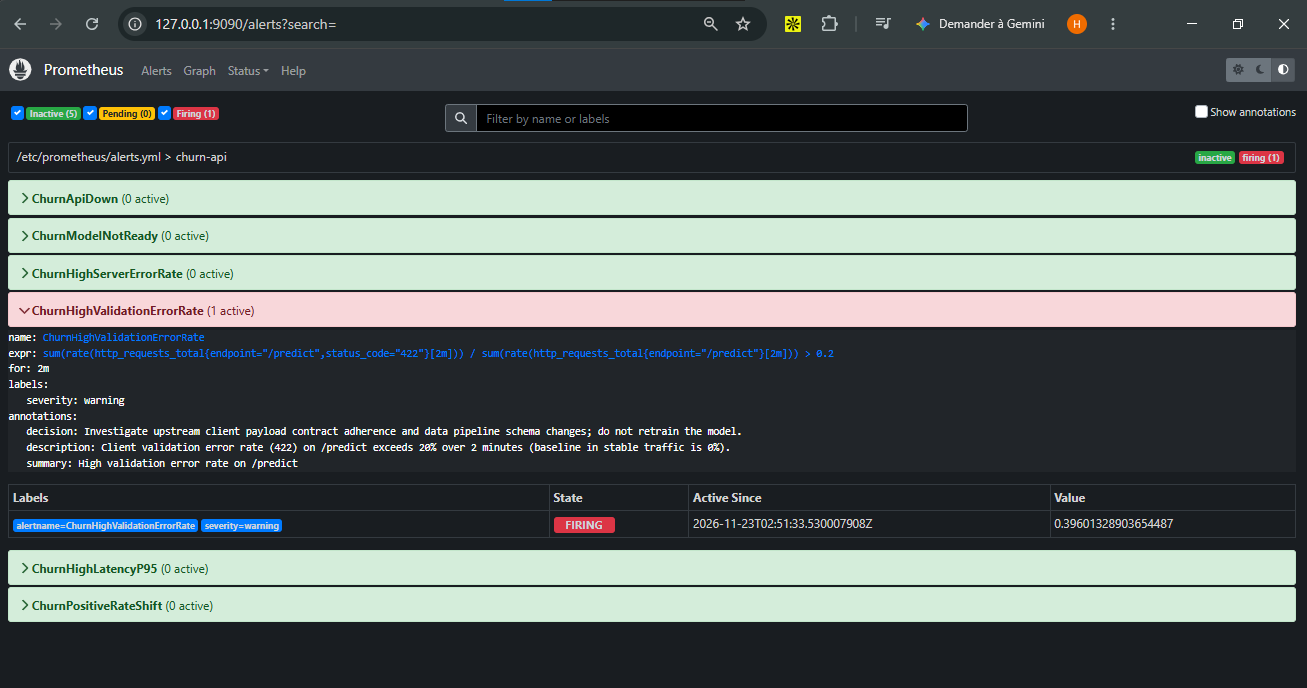 127.0.0.1:9090/alerts?search=
Demander à Gemini
H
Prometheus Alerts Graph Status Help
Inactive (5) Pending (0) Firing (1)
Filter by name or labels
Show annotations
/etc/prometheus/alerts.yml > churn-api
inactive firing (1)
ChurnApiDown (0 active)
ChurnModelNotReady (0 active)
ChurnHighServerErrorRate (0 active)
ChurnHighValidationErrorRate (1 active)
name: ChurnHighValidationErrorRate
expr: sum(rate(http_requests_total{endpoint="/predict",status_code="422"}[2m])) / sum(rate(http_requests_total{endpoint="/predict"}[2m])) > 0.2
for: 2m
labels:
severity: warning
annotations:
decision: Investigate upstream client payload contract adherence and data pipeline schema changes; do not retrain the model.
description: Client validation error rate (422) on /predict exceeds 20% over 2 minutes (baseline in stable traffic is 0%).
summary: High validation error rate on /predict
Labels State Active Since Value
alertname=ChurnHighValidationErrorRate severity=warning FIRING 2026-11-23T02:51:33.530007908Z 0.39601328903654487
ChurnHighLatencyP95 (0 active)
ChurnPositiveRateShift (0 active)